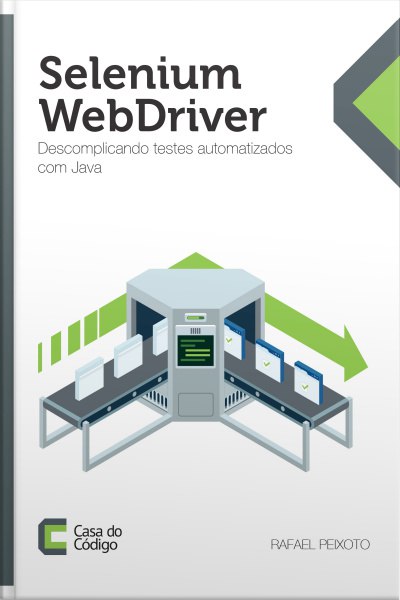 Selenium
WebDriver
Descomplicando testes automatizados
com Java
Casa do
Código
RAFAEL PEIXOTO